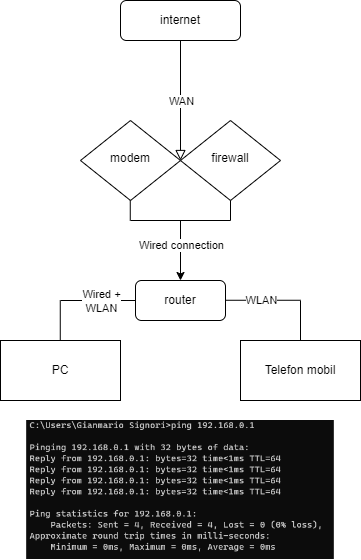 internet
WAN
modem
firewall
Wired connection
router
Wired +
WLAN
WLAN
PC
Telefon mobil
C:\Users\Gianmario Signori>ping 192.168.0.1
Pinging 192.168.0.1 with 32 bytes of data:
Reply from 192.168.0.1: bytes=32 time<1ms TTL=64
Reply from 192.168.0.1: bytes=32 time<1ms TTL=64
Reply from 192.168.0.1: bytes=32 time<1ms TTL=64
Reply from 192.168.0.1: bytes=32 time<1ms TTL=64
Ping statistics for 192.168.0.1:
Packets: Sent = 4, Received = 4, Lost = 0 (0% loss),
Approximate round trip times in milli-seconds:
Minimum = 0ms, Maximum = 0ms, Average = 0ms